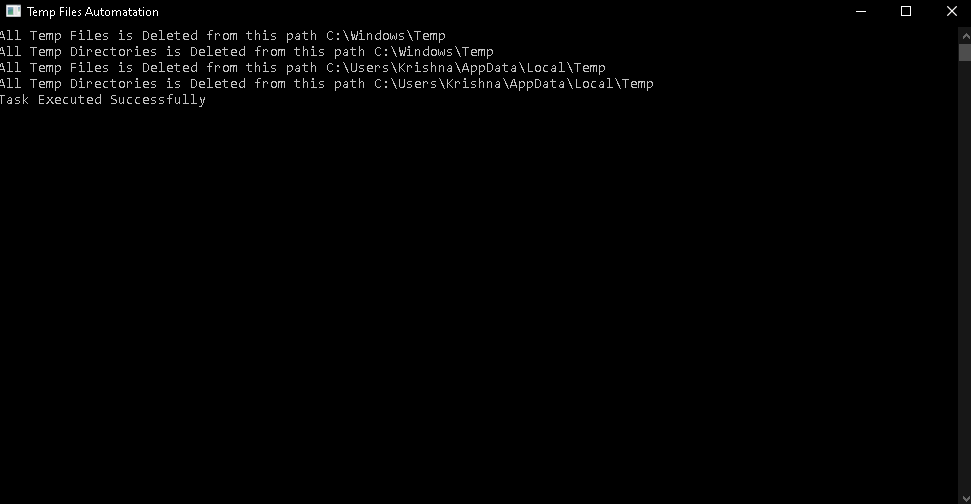 Temp Files Automatation
All Temp Files is Deleted from this path C:\Windows\Temp
All Temp Directories is Deleted from this path C:\Windows\Temp
All Temp Files is Deleted from this path C:\Users\Krishna\AppData\Local\Temp
All Temp Directories is Deleted from this path C:\Users\Krishna\AppData\Local\Temp
Task Executed Successfully